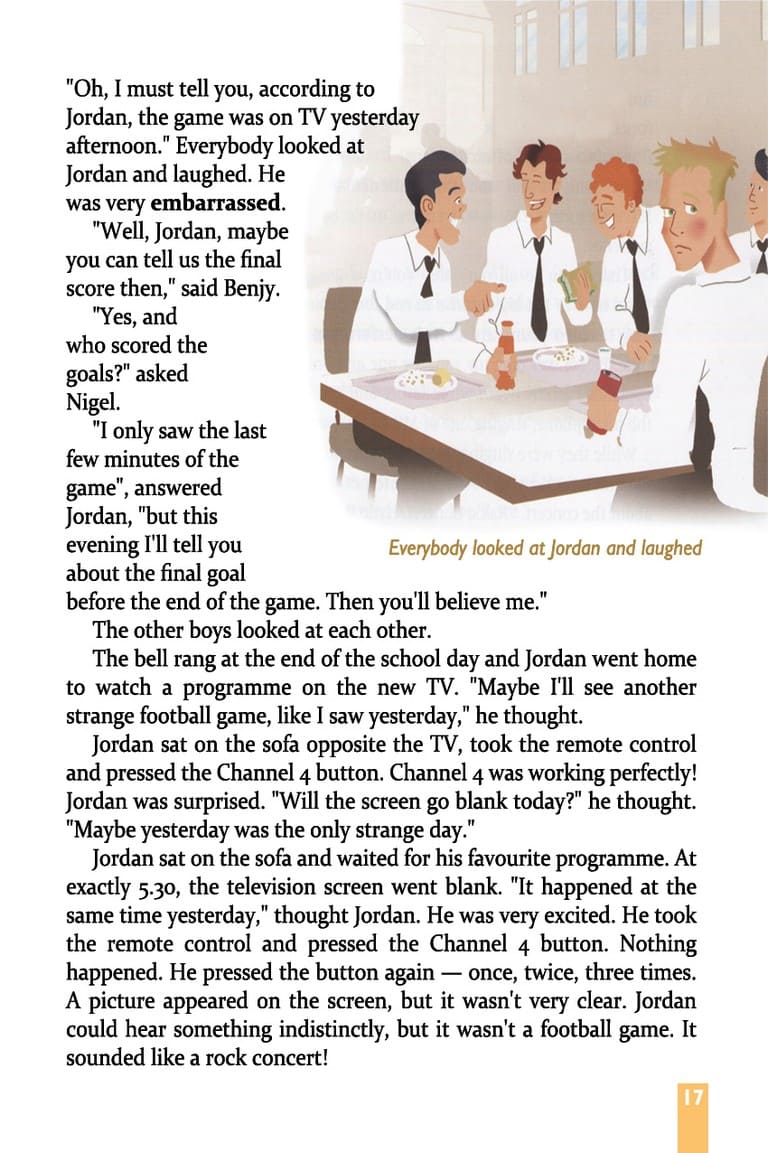 "Oh, I must tell you, according to
Jordan, the game was on TV yesterday
afternoon." Everybody looked at
Jordan and laughed. He
was very embarrassed.
"Well, Jordan, maybe
you can tell us the final
score then," said Benjy.
"Yes, and
who scored the
goals?" asked
Nigel.
"I only saw the last
few minutes of the
game", answered
Jordan, "but this
evening I'll tell you
about the final goal
before the end of the game. Then you'll believe me."
Everybody looked at Jordan and laughed
The other boys looked at each other.
The bell rang at the end of the school day and Jordan went home
to watch a programme on the new TV. "Maybe I'll see another
strange football game, like I saw yesterday," he thought.
Jordan sat on the sofa opposite the TV, took the remote control
and pressed the Channel 4 button. Channel 4 was working perfectly!
Jordan was surprised. "Will the screen go blank today?" he thought.
"Maybe yesterday was the only strange day."
Jordan sat on the sofa and waited for his favourite programme. At
exactly 5.30, the television screen went blank. "It happened at the
same time yesterday," thought Jordan. He was very excited. He took
the remote control and pressed the Channel 4 button. Nothing
happened. He pressed the button again — once, twice, three times.
A picture appeared on the screen, but it wasn't very clear. Jordan
could hear something indistinctly, but it wasn't a football game. It
sounded like a rock concert!
17